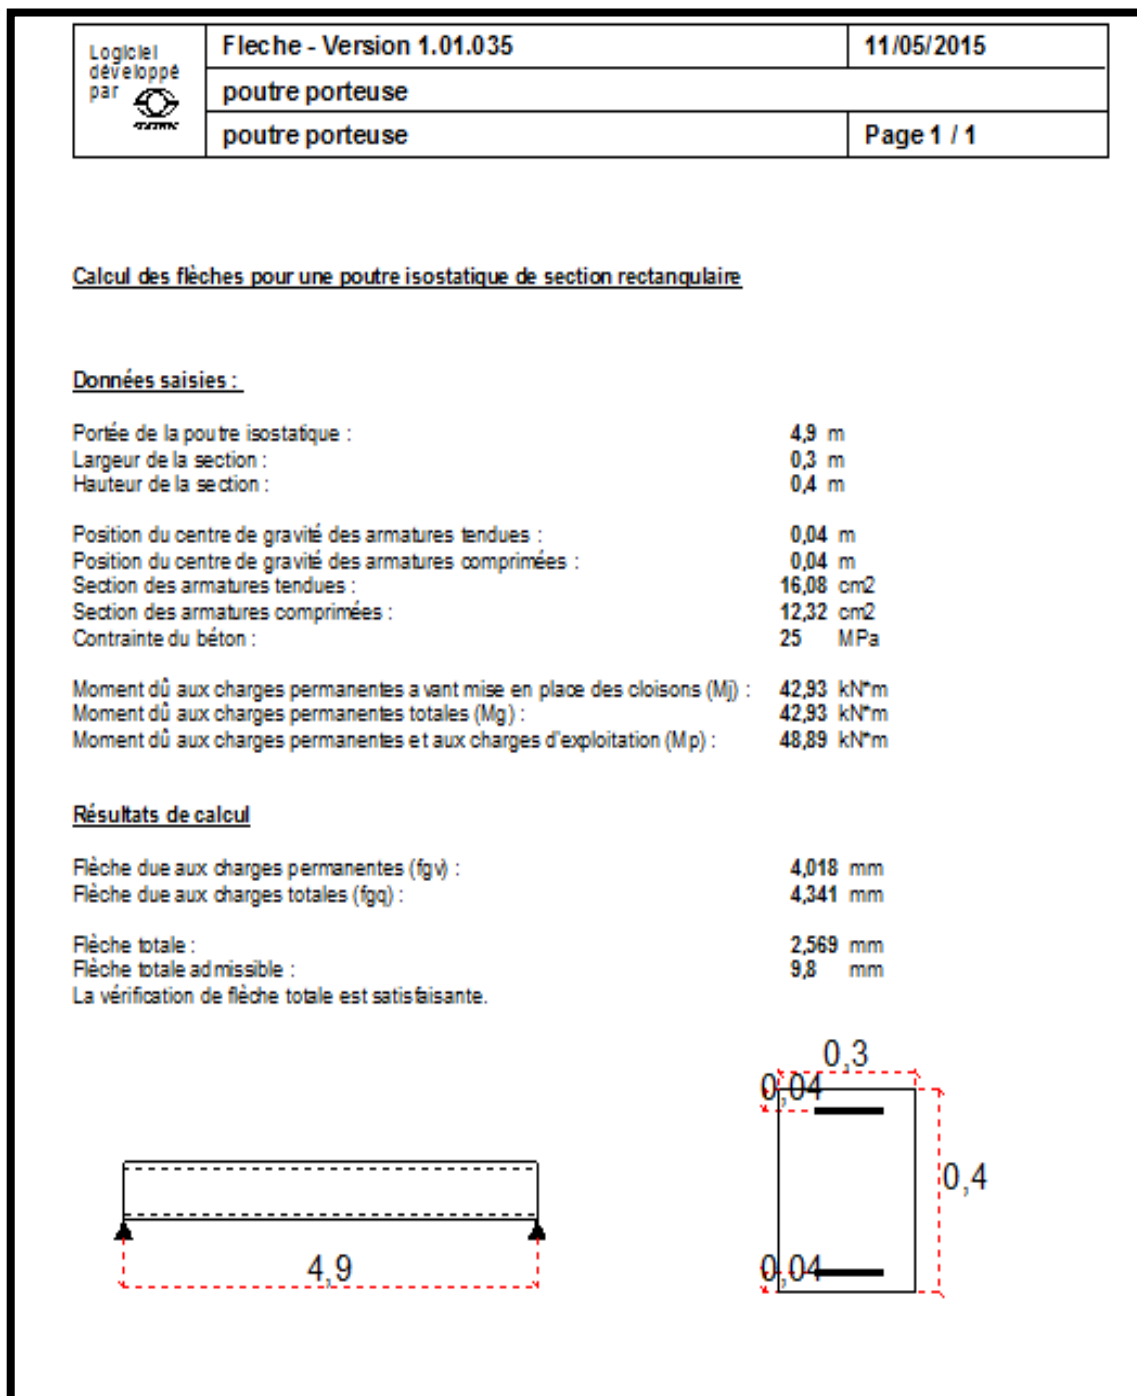 Logiciel
développé
par
Fleche - Version 1.01.035
11/05/2015
poutre porteuse
poutre porteuse
Page 1 / 1
Calcul des flèches pour une poutre isostatique de section rectangulaire
Données saisies :
Portée de la poutre isostatique : 4,9 m
Largeur de la section : 0,3 m
Hauteur de la section : 0,4 m
Position du centre de gravité des armatures tendues : 0,04 m
Position du centre de gravité des armatures comprimées : 0,04 m
Section des armatures tendues : 16,08 cm2
Section des armatures comprimées : 12,32 cm2
Contrainte du béton : 25 MPa
Moment dû aux charges permanentes avant mise en place des cloisons (Mj) : 42,93 kN*m
Moment dû aux charges permanentes totales (Mg) : 42,93 kN*m
Moment dû aux charges permanentes et aux charges d'exploitation (Mp) : 48,89 kN*m
Résultats de calcul
Flèche due aux charges permanentes (fgv) : 4,018 mm
Flèche due aux charges totales (fgq) : 4,341 mm
Flèche totale : 2,569 mm
Flèche totale admissible : 9,8 mm
La vérification de flèche totale est satisfaisante.
0,3
0,04
0,4
0,04
4,9